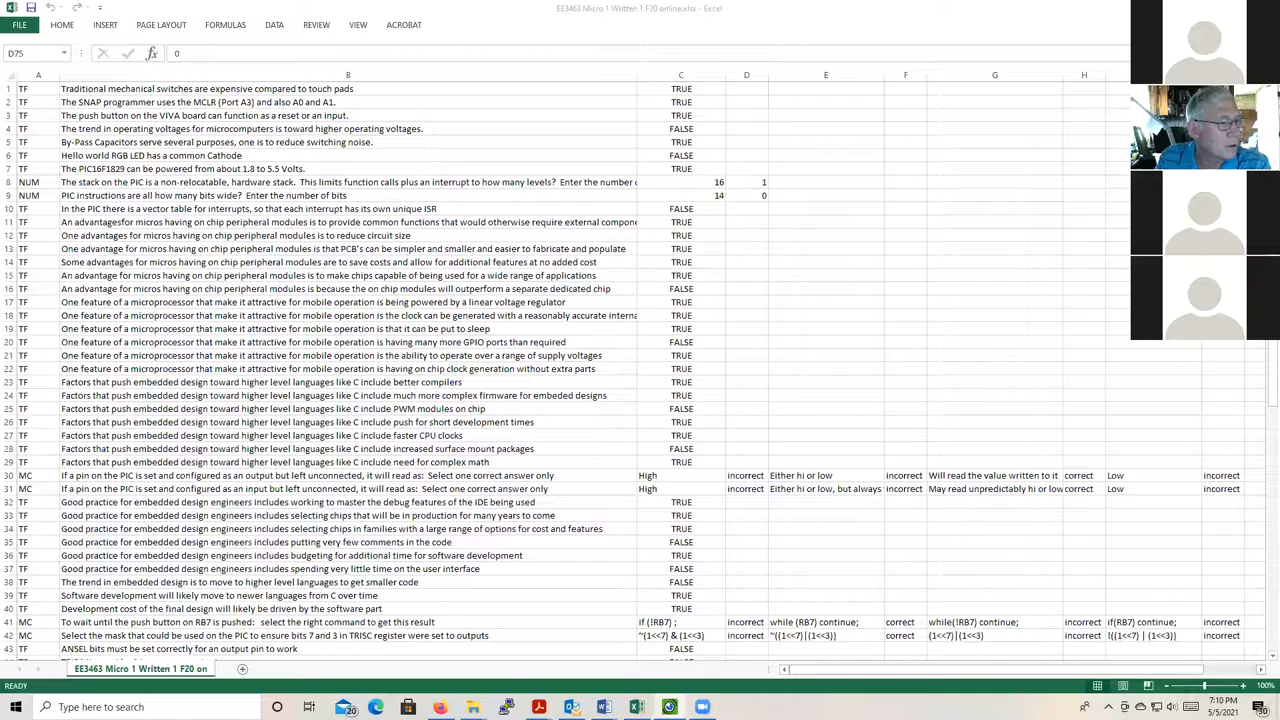 EE3463 Micro 1 Written 1 F20 online.xlsx - Excel
FILE HOME INSERT PAGE LAYOUT FORMULAS DATA REVIEW VIEW ACROBAT
D75 fx 0
A B C D E F G H
1 TF Traditional mechanical switches are expensive compared to touch pads TRUE
2 TF The SNAP programmer uses the MCLR (Port A3) and also A0 and A1. TRUE
3 TF The push button on the VIVA board can function as a reset or an input. TRUE
4 TF The trend in operating voltages for microcomputers is toward higher operating voltages. FALSE
5 TF By-Pass Capacitors serve several purposes, one is to reduce switching noise. TRUE
6 TF Hello world RGB LED has a common Cathode FALSE
7 TF The PIC16F1829 can be powered from about 1.8 to 5.5 Volts. TRUE
8 NUM The stack on the PIC is a non-relocatable, hardware stack. This limits function calls plus an interrupt to how many levels? Enter the number o 16 1
9 NUM PIC instructions are all how many bits wide? Enter the number of bits 14 0
10 TF In the PIC there is a vector table for interrupts, so that each interrupt has its own unique ISR FALSE
11 TF An advantagesfor micros having on chip peripheral modules is to provide common functions that would otherwise require external compone TRUE
12 TF One advantages for micros having on chip peripheral modules is to reduce circuit size TRUE
13 TF One advantage for micros having on chip peripheral modules is that PCB's can be simpler and smaller and easier to fabricate and populate TRUE
14 TF Some advantages for micros having on chip peripheral modules are to save costs and allow for additional features at no added cost TRUE
15 TF An advantage for micros having on chip peripheral modules is to make chips capable of being used for a wide range of applications TRUE
16 TF An advantage for micros having on chip peripheral modules is because the on chip modules will outperform a separate dedicated chip FALSE
17 TF One feature of a microprocessor that make it attractive for mobile operation is being powered by a linear voltage regulator TRUE
18 TF One feature of a microprocessor that make it attractive for mobile operation is the clock can be generated with a reasonably accurate interna TRUE
19 TF One feature of a microprocessor that make it attractive for mobile operation is that it can be put to sleep TRUE
20 TF One feature of a microprocessor that make it attractive for mobile operation is having many more GPIO ports than required FALSE
21 TF One feature of a microprocessor that make it attractive for mobile operation is the ability to operate over a range of supply voltages TRUE
22 TF One feature of a microprocessor that make it attractive for mobile operation is having on chip clock generation without extra parts TRUE
23 TF Factors that push embedded design toward higher level languages like C include better compilers TRUE
24 TF Factors that push embedded design toward higher level languages like C include much more complex firmware for embeded designs TRUE
25 TF Factors that push embedded design toward higher level languages like C include PWM modules on chip FALSE
26 TF Factors that push embedded design toward higher level languages like C include push for short development times TRUE
27 TF Factors that push embedded design toward higher level languages like C include faster CPU clocks TRUE
28 TF Factors that push embedded design toward higher level languages like C include increased surface mount packages FALSE
29 TF Factors that push embedded design toward higher level languages like C include need for complex math TRUE
30 MC If a pin on the PIC is set and configured as an output but left unconnected, it will read as: Select one correct answer only High incorrect Either hi or low incorrect Will read the value written to it correct Low incorrect
31 MC If a pin on the PIC is set and configured as an input but left unconnected, it will read as: Select one correct answer only High incorrect Either hi or low, but always incorrect May read unpredictably hi or low correct Low incorrect
32 TF Good practice for embedded design engineers includes working to master the debug features of the IDE being used TRUE
33 TF Good practice for embedded design engineers includes selecting chips that will be in production for many years to come TRUE
34 TF Good practice for embedded design engineers includes selecting chips in families with a large range of options for cost and features TRUE
35 TF Good practice for embedded design engineers includes putting very few comments in the code FALSE
36 TF Good practice for embedded design engineers includes budgeting for additional time for software development TRUE
37 TF Good practice for embedded design engineers includes spending very little time on the user interface FALSE
38 TF The trend in embedded design is to move to higher level languages to get smaller code FALSE
39 TF Software development will likely move to newer languages from C over time TRUE
40 TF Development cost of the final design will likely be driven by the software part TRUE
41 MC To wait until the push button on RB7 is pushed: select the right command to get this result if (!RB7) ; incorrect while (RB7) continue; correct while(!RB7) continue; incorrect if(RB7) continue; incorrect
42 MC Select the mask that could be used on the PIC to ensure bits 7 and 3 in TRISC register were set to outputs ~(1<<7) & (1<<3) incorrect ~((1<<7)|(1<<3)) correct (1<<7)|(1<<3) incorrect !((1<<7) | (1<<3)) incorrect
43 TF ANSEL bits must be set correctly for an output pin to work FALSE
EE3463 Micro 1 Written 1 F20 on
READY 100%
Type here to search 20 7:10 PM
5/5/2021 30